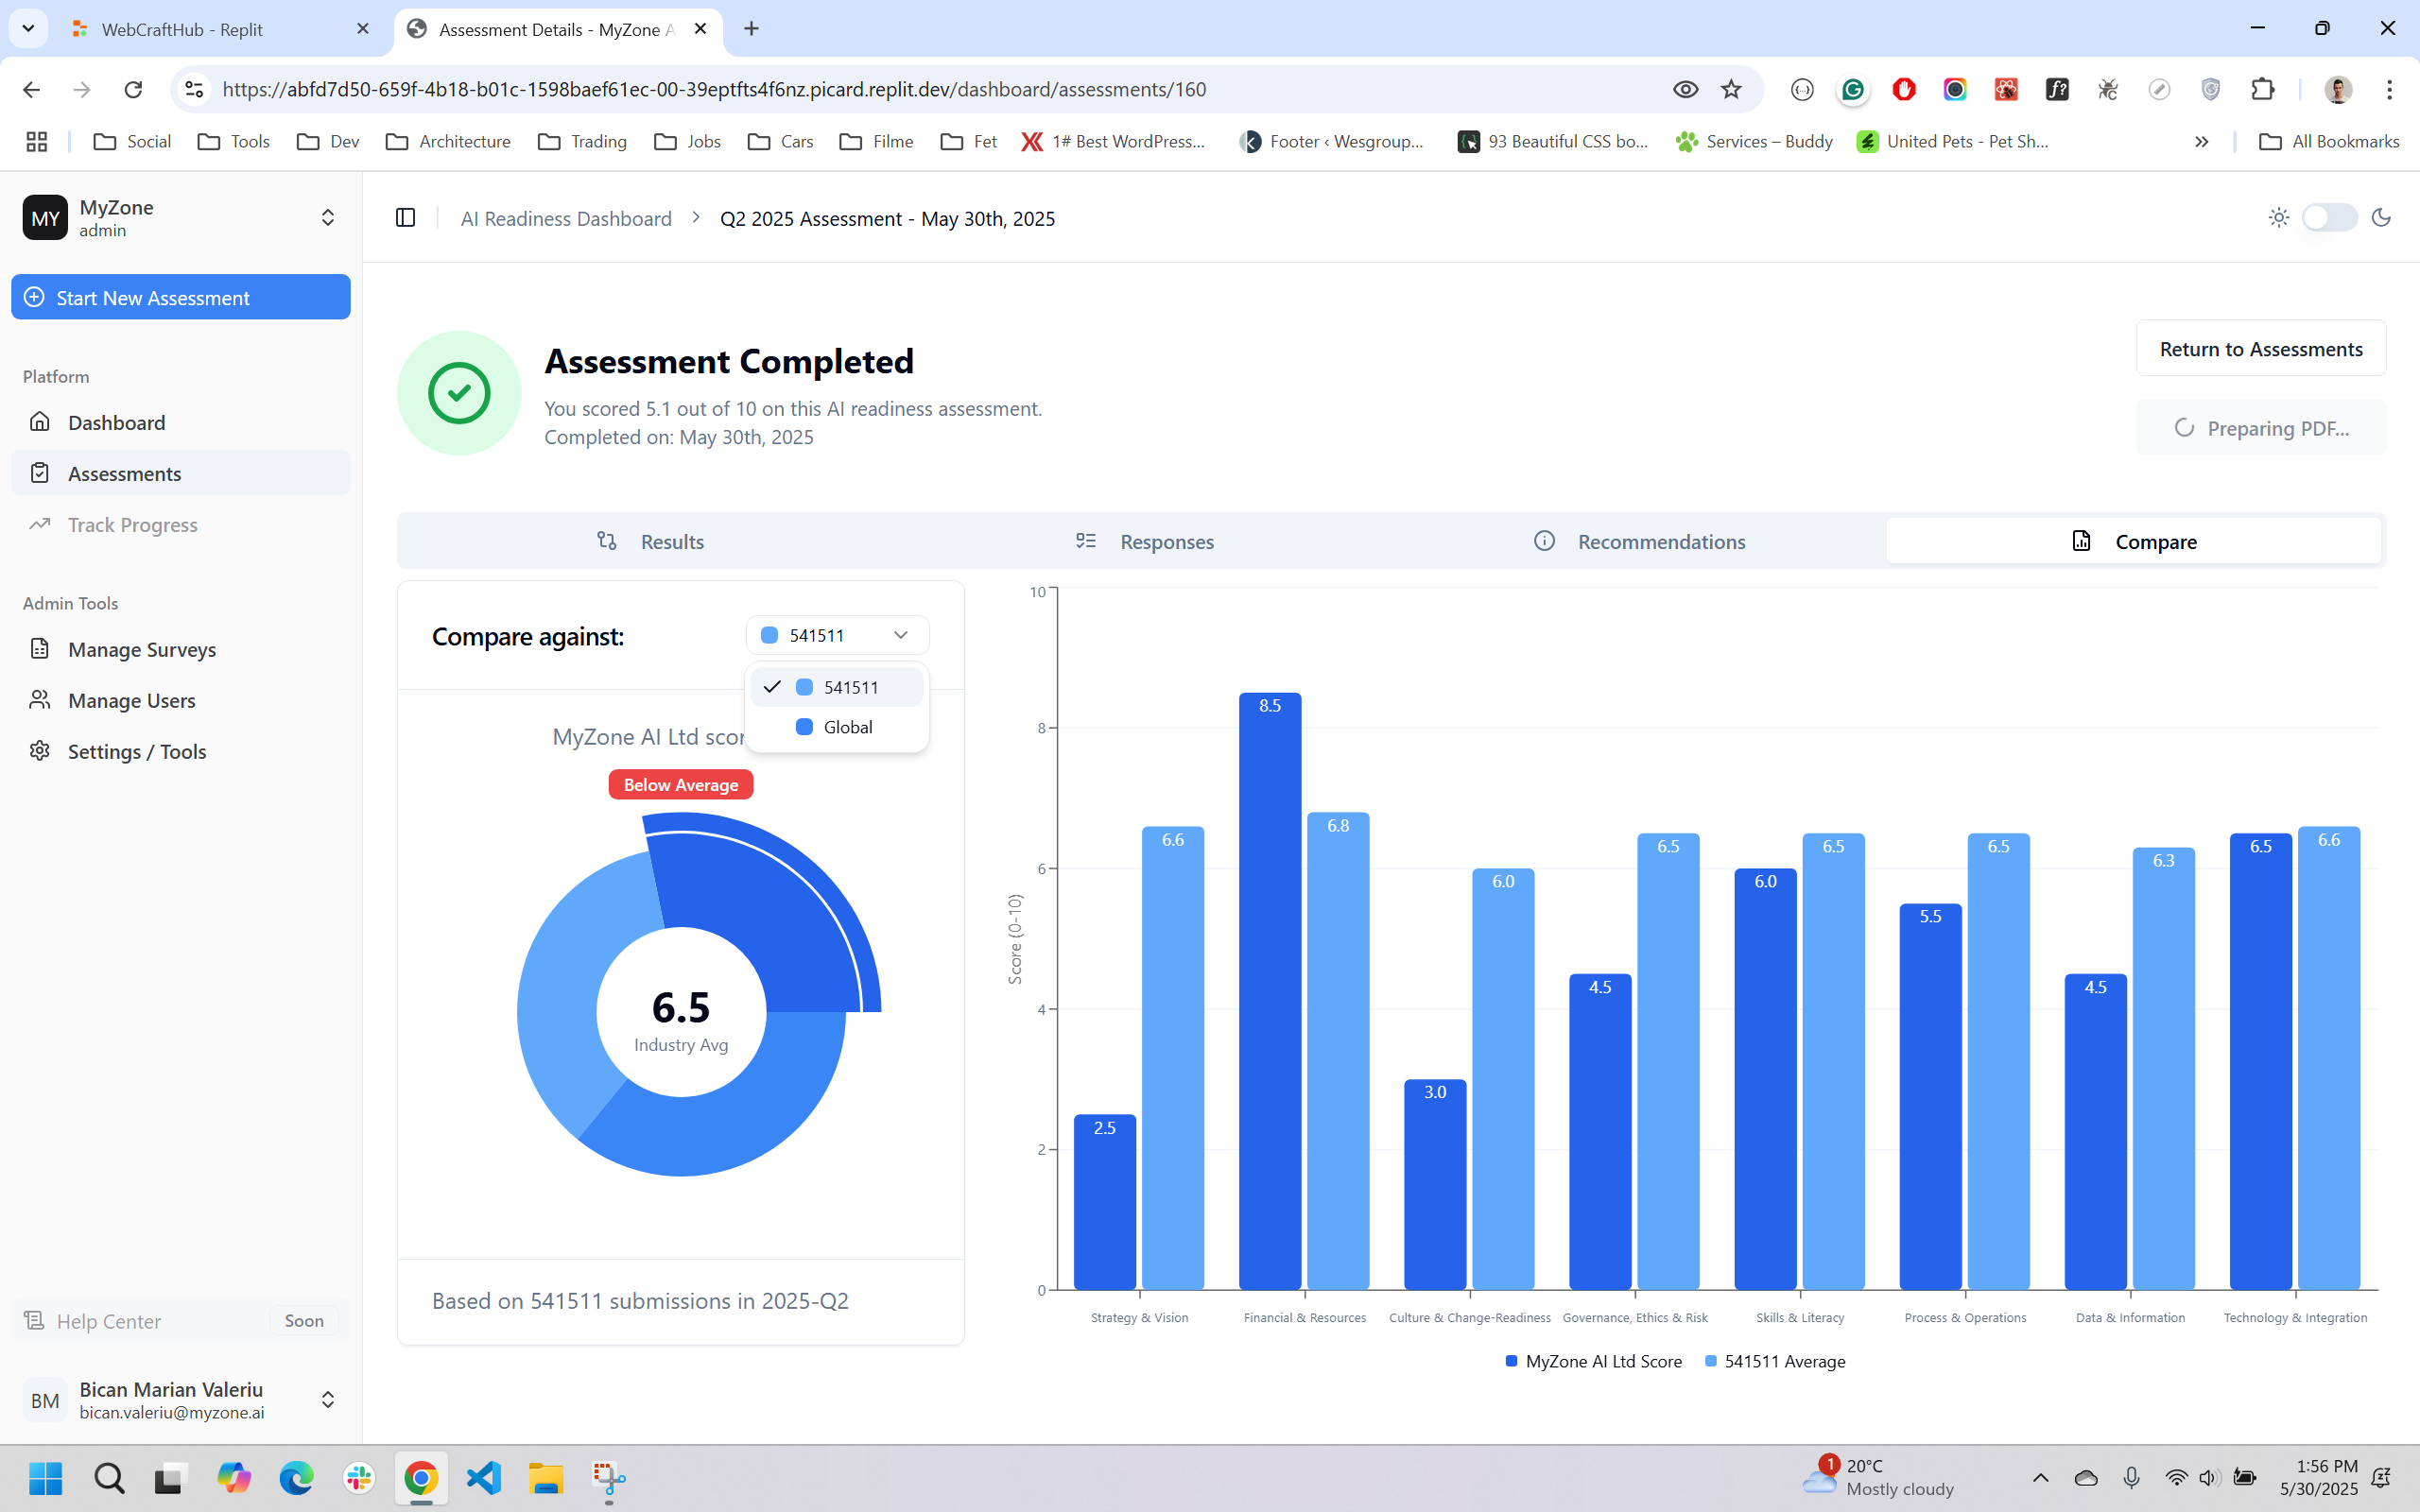 WebCraftHub - Replit
Assessment Details - MyZone A
https://abfd7d50-659f-4b18-b01c-1598baef61ec-00-39eptfts4f6nz.picard.replit.dev/dashboard/assessments/160
Social
Tools
Dev
Architecture
Trading
Jobs
Cars
Filme
Fet
1# Best WordPress...
Footer ‹ Wesgroup...
93 Beautiful CSS bo...
Services – Buddy
United Pets - Pet Sh...
All Bookmarks
MY
MyZone
admin
AI Readiness Dashboard
Q2 2025 Assessment - May 30th, 2025
Start New Assessment
Platform
Dashboard
Assessments
Track Progress
Admin Tools
Manage Surveys
Manage Users
Settings / Tools
Help Center
Soon
BM
Bican Marian Valeriu
bican.valeriu@myzone.ai
Assessment Completed
You scored 5.1 out of 10 on this AI readiness assessment.
Completed on: May 30th, 2025
Return to Assessments
Preparing PDF...
Results
Responses
Recommendations
Compare
Compare against:
541511
541511
Global
MyZone AI Ltd scor
Below Average
6.5
Industry Avg
Based on 541511 submissions in 2025-Q2
Score (0-10)
10
8
6
4
2
0
2.5
6.6
8.5
6.8
3.0
6.0
4.5
6.5
6.0
6.5
5.5
6.5
4.5
6.3
6.5
6.6
Strategy & Vision
Financial & Resources
Culture & Change-Readiness
Governance, Ethics & Risk
Skills & Literacy
Process & Operations
Data & Information
Technology & Integration
MyZone AI Ltd Score
541511 Average
1
20°C
Mostly cloudy
1:56 PM
5/30/2025